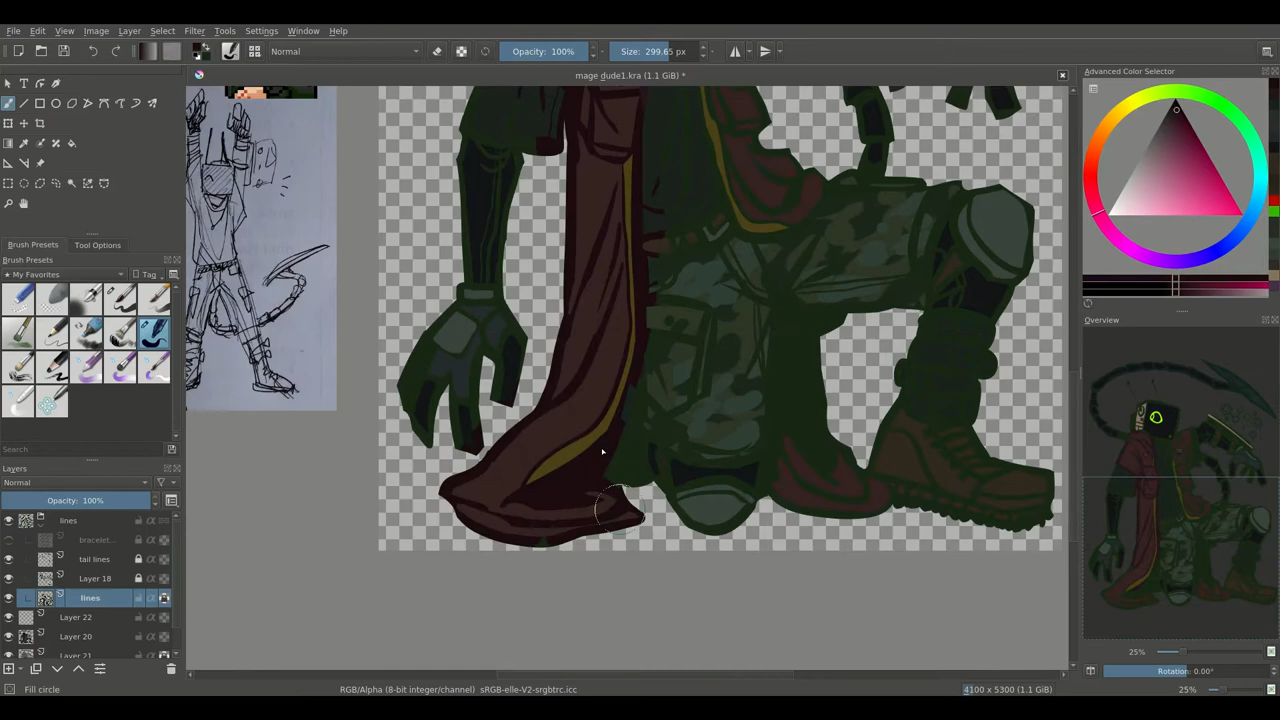 File Edit View Image Layer Select Filter Tools Settings Window Help
Normal
Opacity: 100%
Size: 299.65 px
mage dude1.kra (1.1 GiB) *
Brush Presets Tool Options
Brush Presets
★ My Favorites
Tag
Search
Layers
Normal
Opacity: 100%
lines
bracelet...
tail lines
Layer 18
lines
Layer 22
Layer 20
Layer 21
Advanced Color Selector
Overview
25%
Rotation: 0.00°
Fill circle
RGB/Alpha (8-bit integer/channel) sRGB-elle-V2-srgbtrc.icc
4100 x 5300 (1.1 GiB)
25%